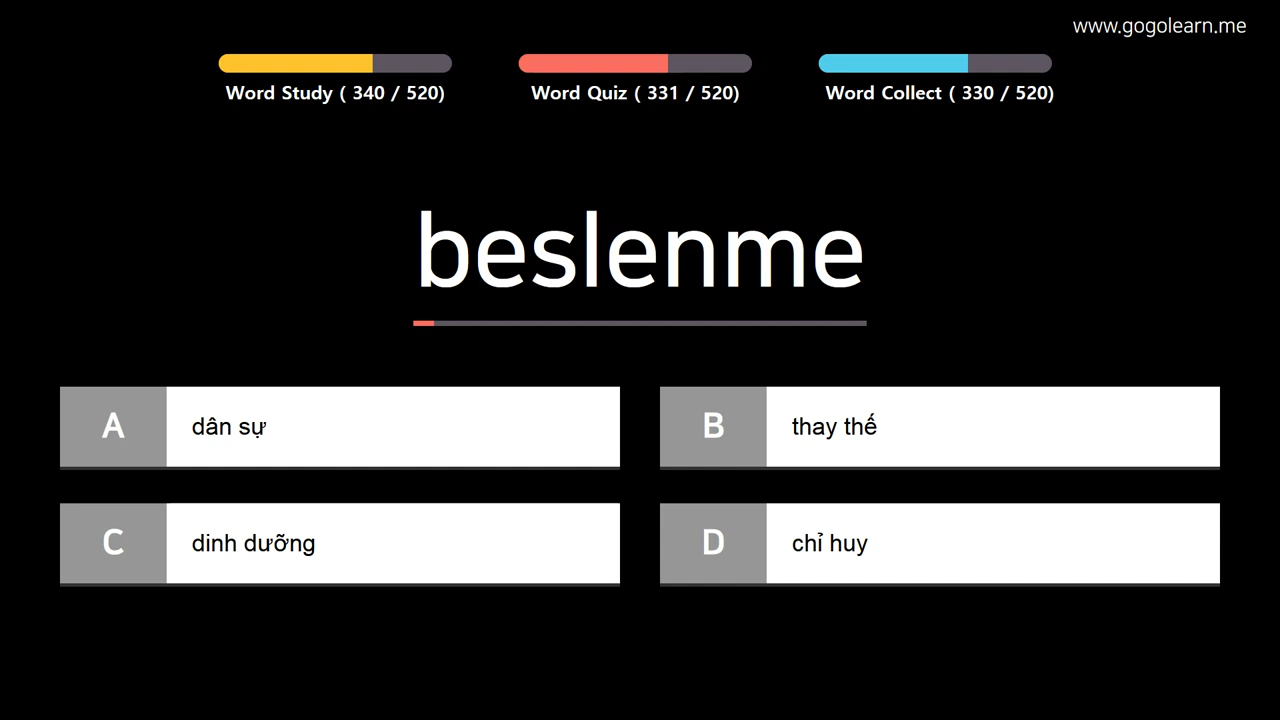 www.gogolearn.me
Word Study ( 340 / 520)
Word Quiz ( 331 / 520)
Word Collect ( 330 / 520)
beslenme
A
dân sự
B
thay thế
C
dinh dưỡng
D
chỉ huy